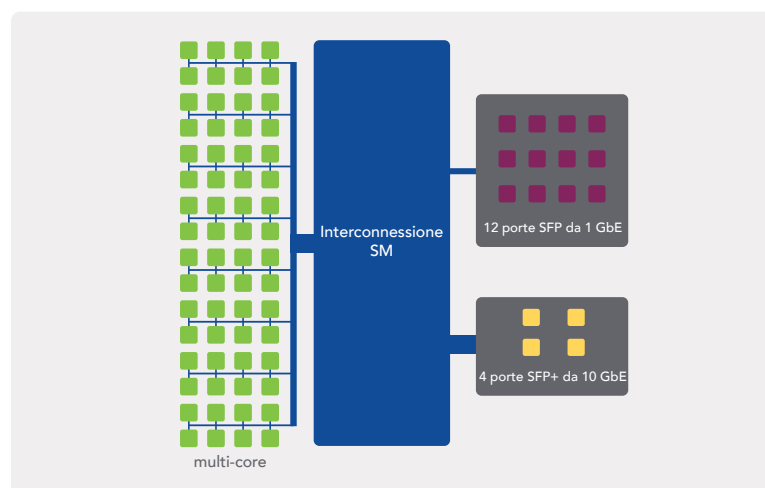 Interconnessione
SM
12 porte SFP da 1 GbE
4 porte SFP+ da 10 GbE
multi-core